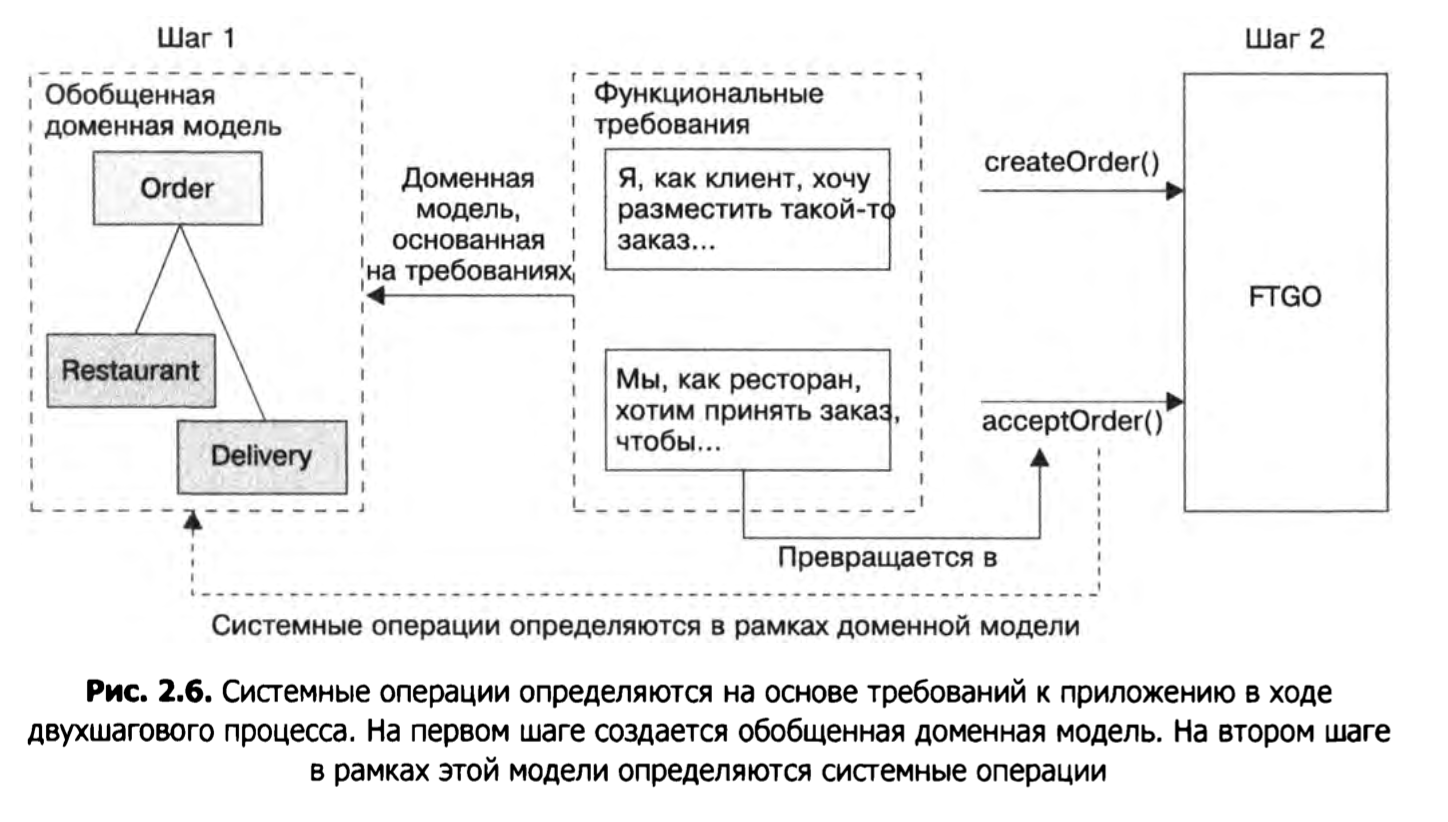 Шаг 1
Обобщенная
доменная модель
Order
Restaurant
Delivery
Доменная
модель,
основанная
на требованиях
Функциональные
требования
Я, как клиент, хочу
разместить такой-то
заказ...
Мы, как ресторан,
хотим принять заказ,
чтобы...
Шаг 2
createOrder()
FTGO
acceptOrder()
Превращается в
Системные операции определяются в рамках доменной модели
Рис. 2.6. Системные операции определяются на основе требований к приложению в ходе
двухшагового процесса. На первом шаге создается обобщенная доменная модель. На втором шаге
в рамках этой модели определяются системные операции